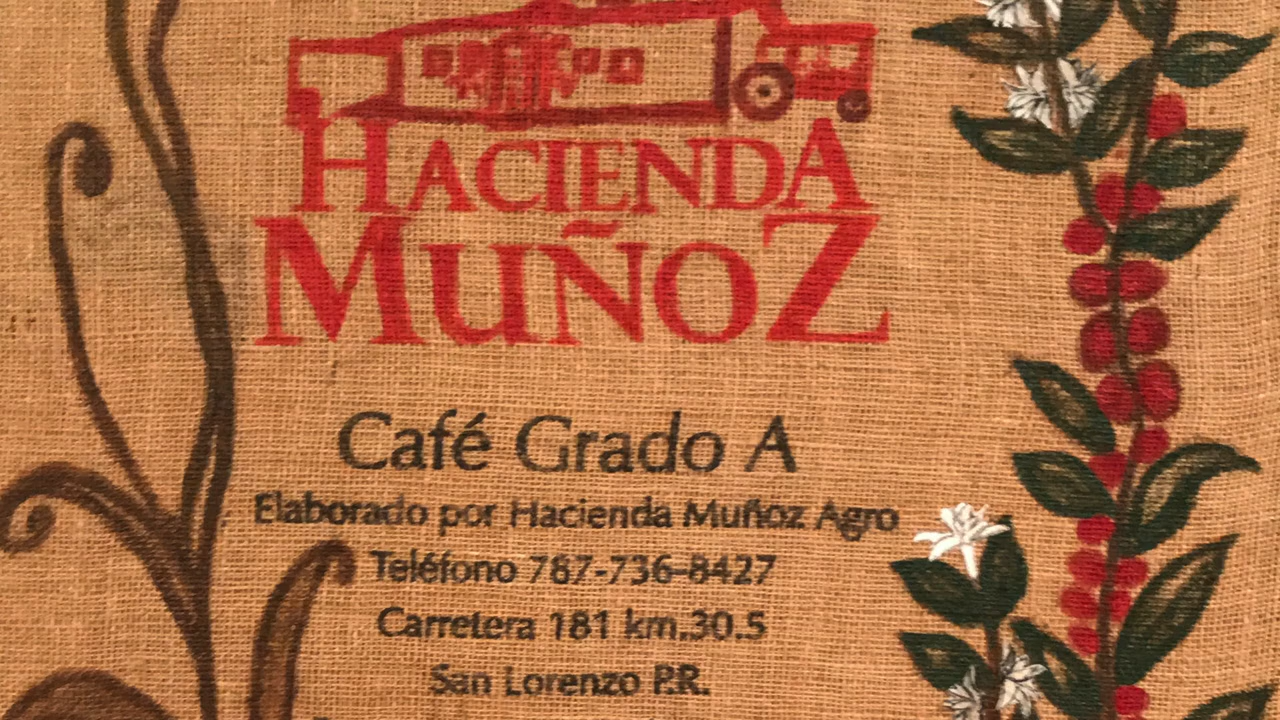 HACIENDA
MUÑOZ
Café Grado A
Elaborado por Hacienda Muñoz Agro
Teléfono 787-736-8427
Carretera 181 km.30.5
San Lorenzo P.R.